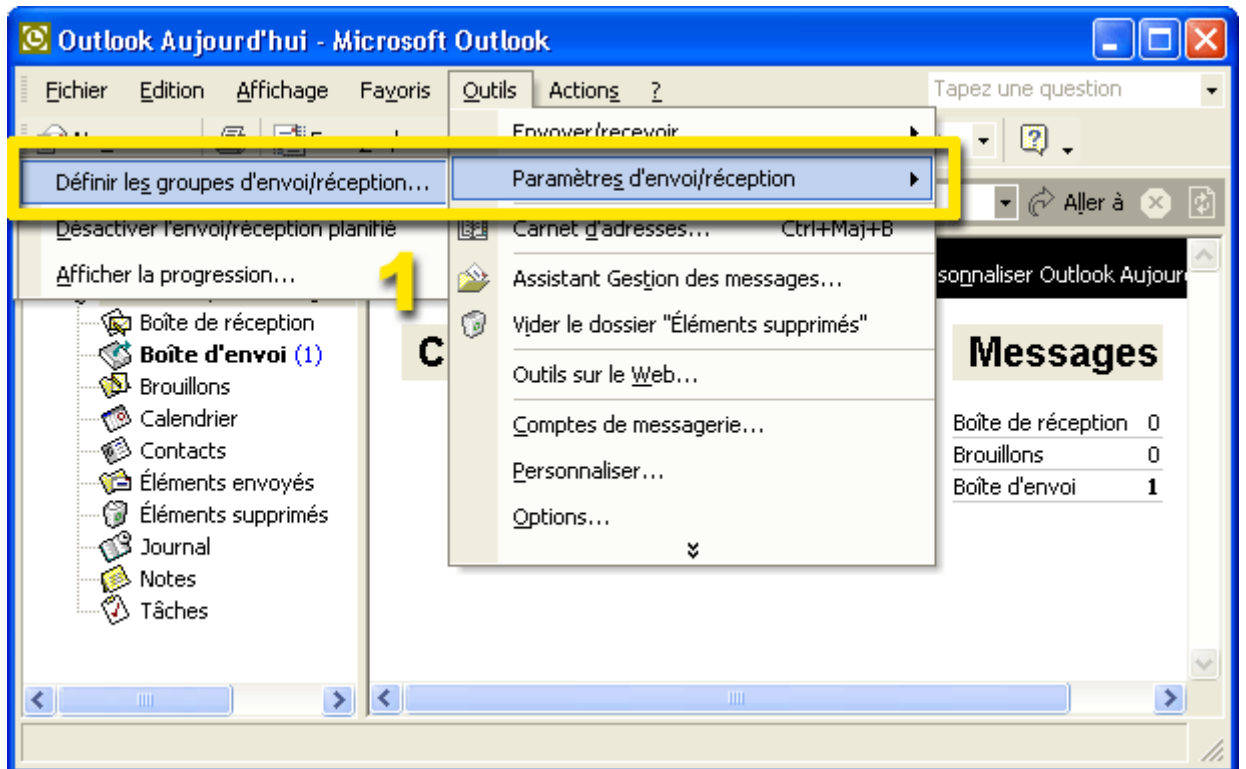 Outlook Aujourd'hui - Microsoft Outlook
Fichier Edition Affichage Favoris Outils Actions ? Tapez une question
Envoyer/recevoir
Définir les groupes d'envoi/réception... Paramètres d'envoi/réception
Aller à
Désactiver l'envoi/réception planifié Carnet d'adresses... Ctrl+Maj+B
Afficher la progression... 1 Assistant Gestion des messages...
Vider le dossier "Éléments supprimés"
Outils sur le Web...
Comptes de messagerie...
Personnaliser...
Options...
Boîte de réception
Boîte d'envoi (1)
Brouillons
Calendrier
Contacts
Éléments envoyés
Éléments supprimés
Journal
Notes
Tâches
C
sonnaliser Outlook Aujour
Messages
Boîte de réception 0
Brouillons 0
Boîte d'envoi 1